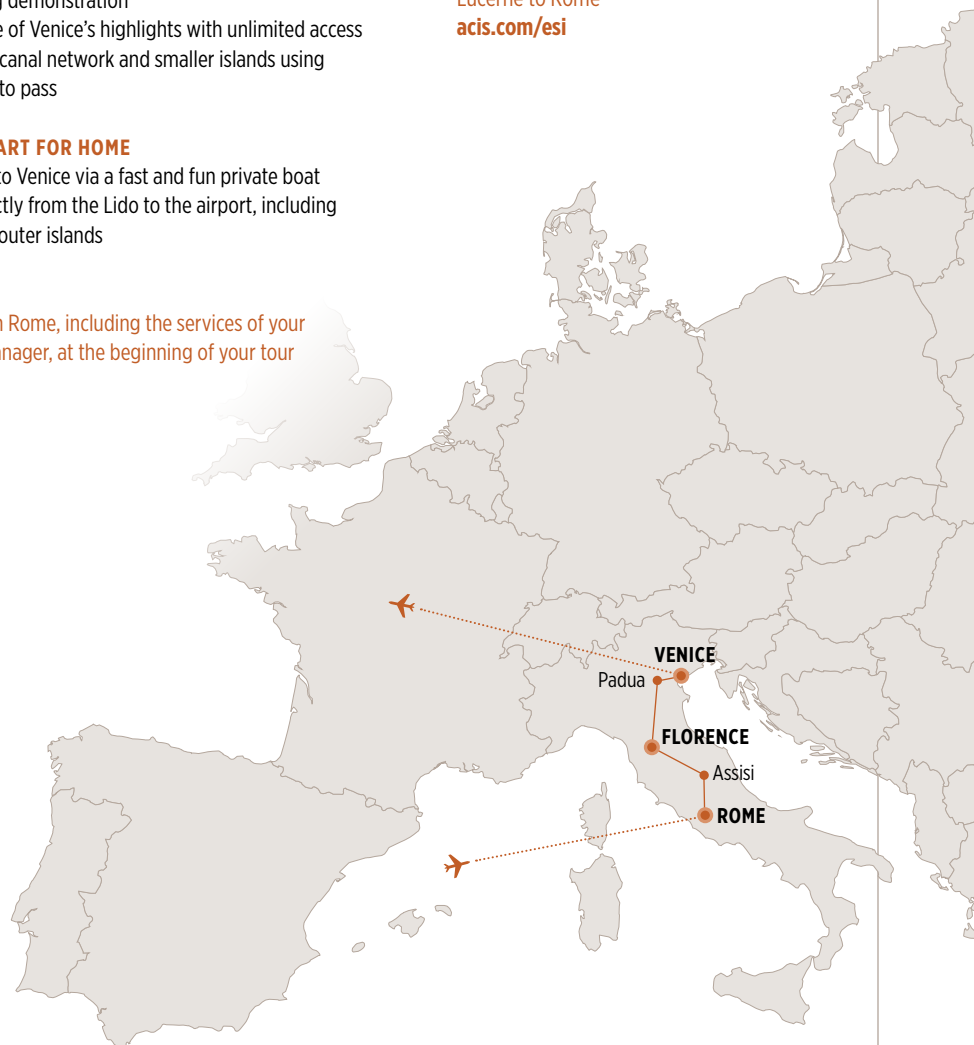 demonstration
e of Venice's highlights with unlimited access
canal network and smaller islands using
to pass
ART FOR HOME
to Venice via a fast and fun private boat
ctly from the Lido to the airport, including
outer islands
n Rome, including the services of your
nager, at the beginning of your tour
Lucerne to Rome
acis.com/esi
VENICE
Padua
FLORENCE
Assisi
ROME